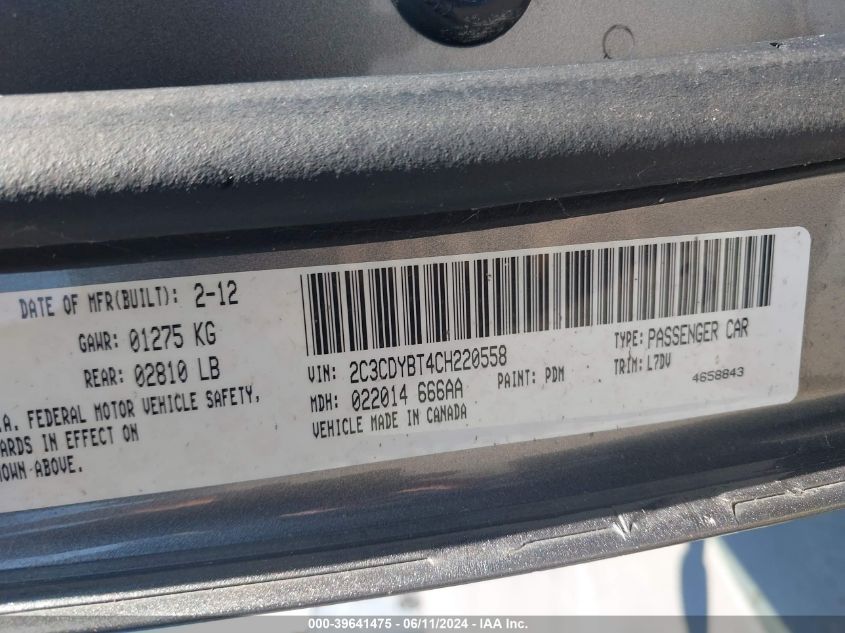 DATE OF MFR(BUILT): 2-12
GAWR: 01275 KG
REAR: 02810 LB
.A. FEDERAL MOTOR VEHICLE SAFETY,
ARDS IN EFFECT ON
OWN ABOVE.
VIN: 2C3CDYBT4CH220558
TYPE: PASSENGER CAR
MDH: 022014 666AA
PAINT: PDM
TRIM: L7DV
VEHICLE MADE IN CANADA
4658843
000-39641475 - 06/11/2024 - IAA Inc.